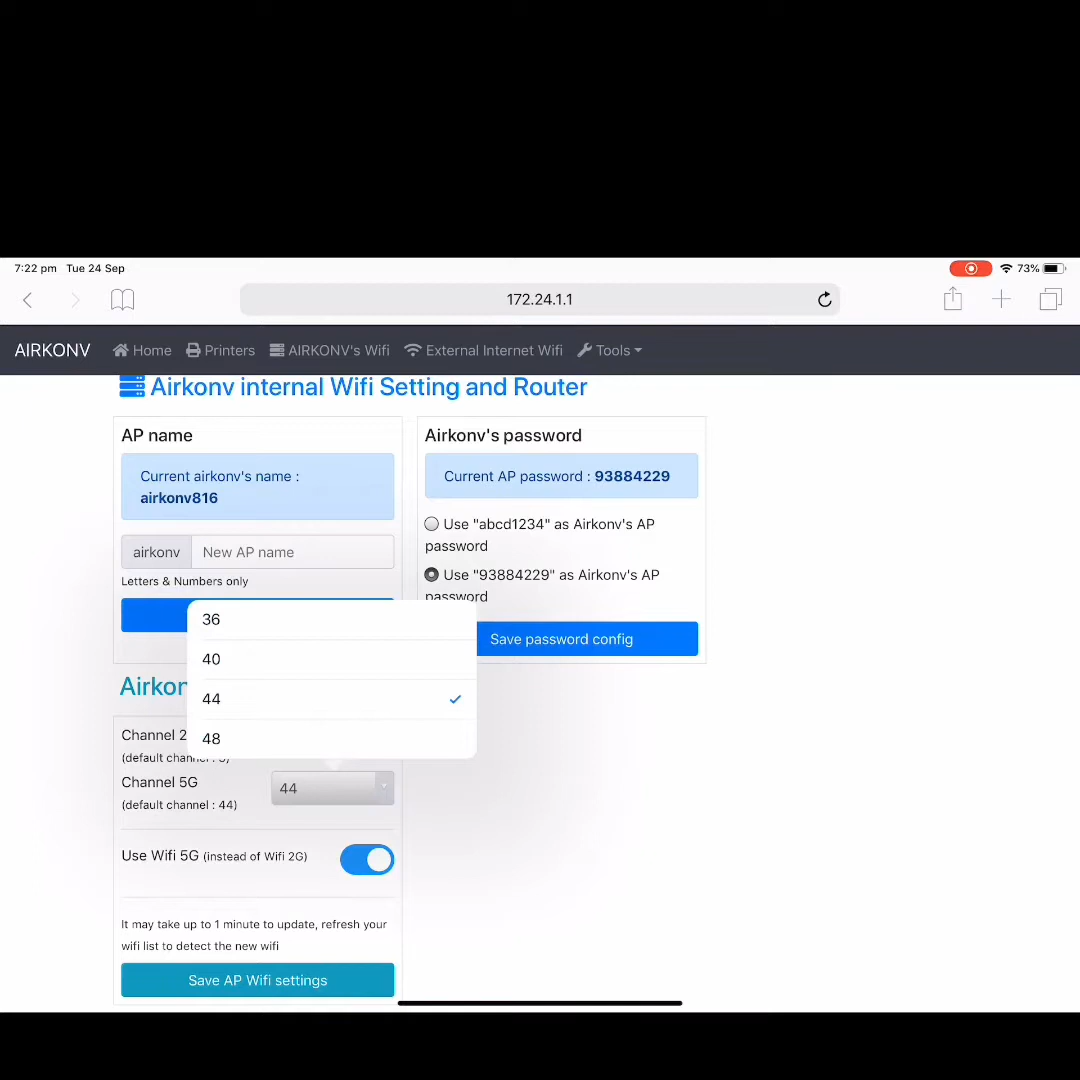 7:22 pm Tue 24 Sep
73%
172.24.1.1
AIRKONV Home Printers AIRKONV's Wifi External Internet Wifi Tools
Airkonv internal Wifi Setting and Router
AP name
Current airkonv's name :
airkonv816
airkonv New AP name
Letters & Numbers only
Airkonv's password
Current AP password : 93884229
Use "abcd1234" as Airkonv's AP
password
Use "93884229" as Airkonv's AP
password
Save password config
36
40
44
48
Channel 2
(default
Channel 5G
(default channel : 44)
44
Use Wifi 5G (instead of Wifi 2G)
It may take up to 1 minute to update, refresh your
wifi list to detect the new wifi
Save AP Wifi settings